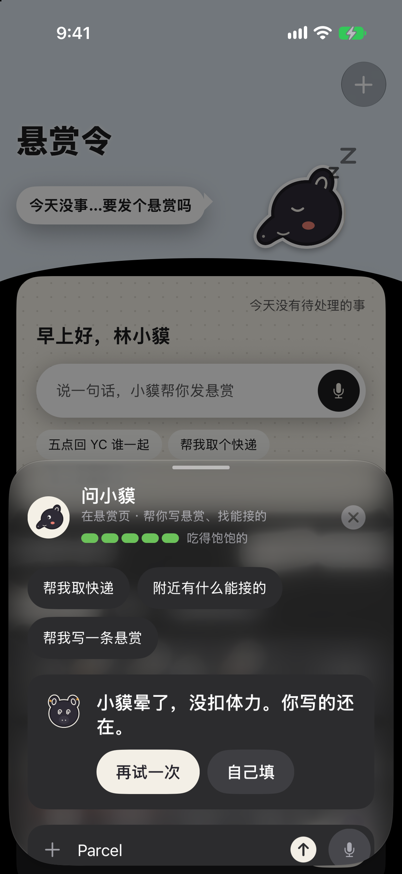 9:41
悬赏令
Z
Z
今天没事...要发个悬赏吗
今天没有待处理的事
早上好，林小貘
说一句话，小貘帮你发悬赏
五点回 YC 谁一起
帮我取个快递
问小貘
在悬赏页 · 帮你写悬赏、找能接的
吃得饱饱的
帮我取快递
附近有什么能接的
帮我写一条悬赏
小貘晕了，没扣体力。你写的还
在。
再试一次
自己填
Parcel